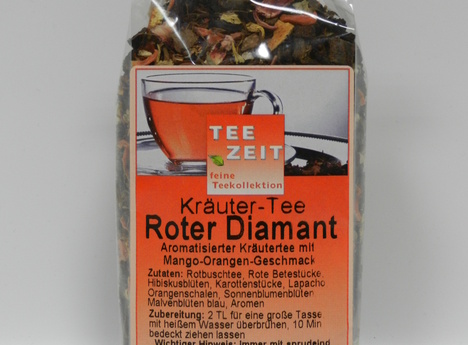 TEE
ZEIT
feine
Teekollektion
Kräuter-Tee
Roter Diamant
Aromatisierter Kräutertee mit
Mango-Orangen-Geschmack
Zutaten: Rotbuschtee, Rote Betestücke,
Hibiskusblüten, Karottenstücke, Lapacho
Orangenschalen, Sonnenblumenblüten
Malvenblüten blau, Aromen
Zubereitung: 2 TL für eine große Tasse
mit heißem Wasser überbrühen, 10 Min
bedeckt ziehen lassen
Wichtiger Hinweis: Immer mit sprudelnd